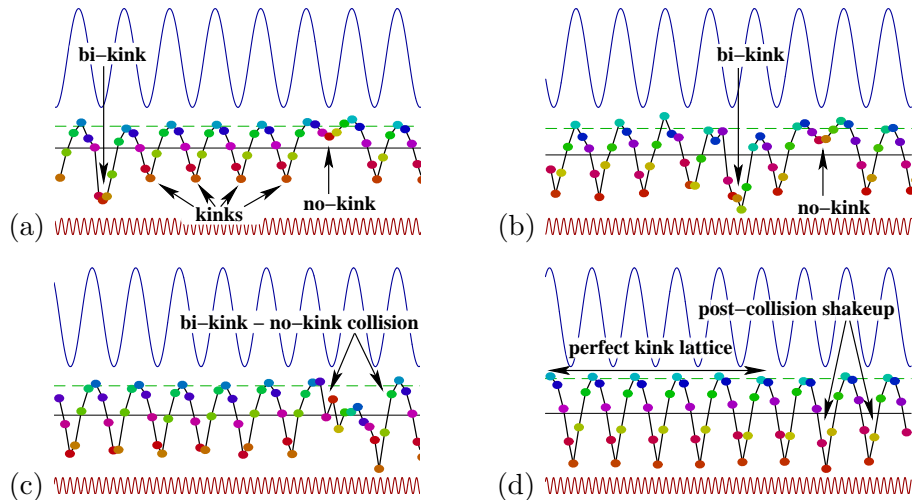 bi−kink
kinks
no−kink
(a)
bi−kink
no−kink
(b)
bi−kink − no−kink collision
(c)
post−collision shakeup
perfect kink lattice
(d)